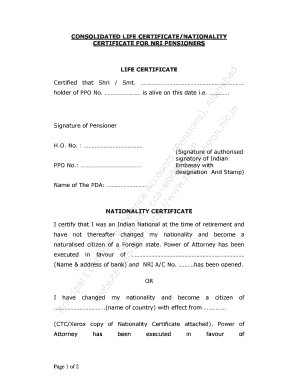 CONSOLIDATED LIFE CERTIFICATE/NATIONALITY
CERTIFICATE FOR NRI PENSIONERS
LIFE CERTIFICATE
Certified that Shri / Smt. ................................................
holder of PPO No. .................. is alive on this date i.e. ...........
Signature of Pensioner
H.O. No. : ............................
(Signature of authorised
signatory of Indian
PPO No.: ..............................
Embassy with
designation And Stamp)
Name of The PDA: .....................
NATIONALITY CERTIFICATE
I certify that I was an Indian National at the time of retirement and
have not thereafter changed my nationality and become a
naturalised citizen of a Foreign state. Power of Attorney has been
executed in favour of ................................................
(Name & address of bank) and NRI A/C No. .........has been opened.
OR
I have changed my nationality and become a citizen of
..........................(name of country) with effect from .............
(CTC/Xerox copy of Nationality Certificate attached). Power of
Attorney has been executed in favour of
Page 1 of 2